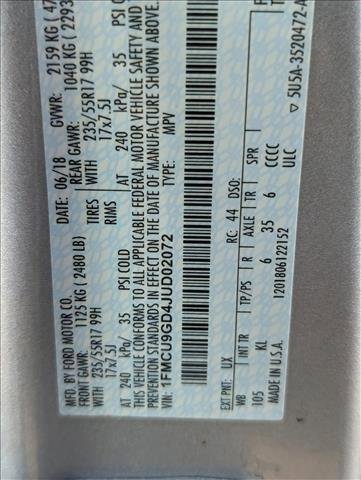 MFD. BY FORD MOTOR CO.
DATE: 06/18 GVWR: 2159 KG (47
FRONT GAWR: 1125 KG (2480 LB) REAR GAWR: 1040 KG (2293
WITH 235/55R17 99H TIRES WITH 235/55R17 99H
17x7.5J RIMS 17x7.5J
AT 240 kPa/ 35 PSI COLD AT 240 kPa/ 35 PSI CO
THIS VEHICLE CONFORMS TO ALL APPLICABLE FEDERAL MOTOR VEHICLE SAFETY AND
PREVENTION STANDARDS IN EFFECT ON THE DATE OF MANUFACTURE SHOWN ABOVE.
VIN: 1FMCU9GD4JUD02072
TYPE: MPV
EXT PNT: UX RC: 44 DSO:
WB INT TR TP/PS R AXLE TR SPR
105 KL 6 35 6 CCCC
MADE IN U.S.A. 1201806122152 ULC
▽ 5U5A-3520472-A